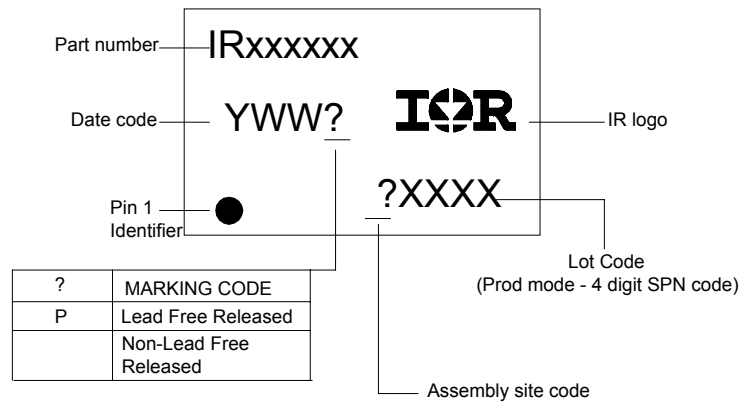 Part number
IRxxxxxx
Date code
YWW?
IOR
IR logo
?XXXX
Pin 1
Identifier
Lot Code
(Prod mode - 4 digit SPN code)
? MARKING CODE
P Lead Free Released
Non-Lead Free
Released
Assembly site code